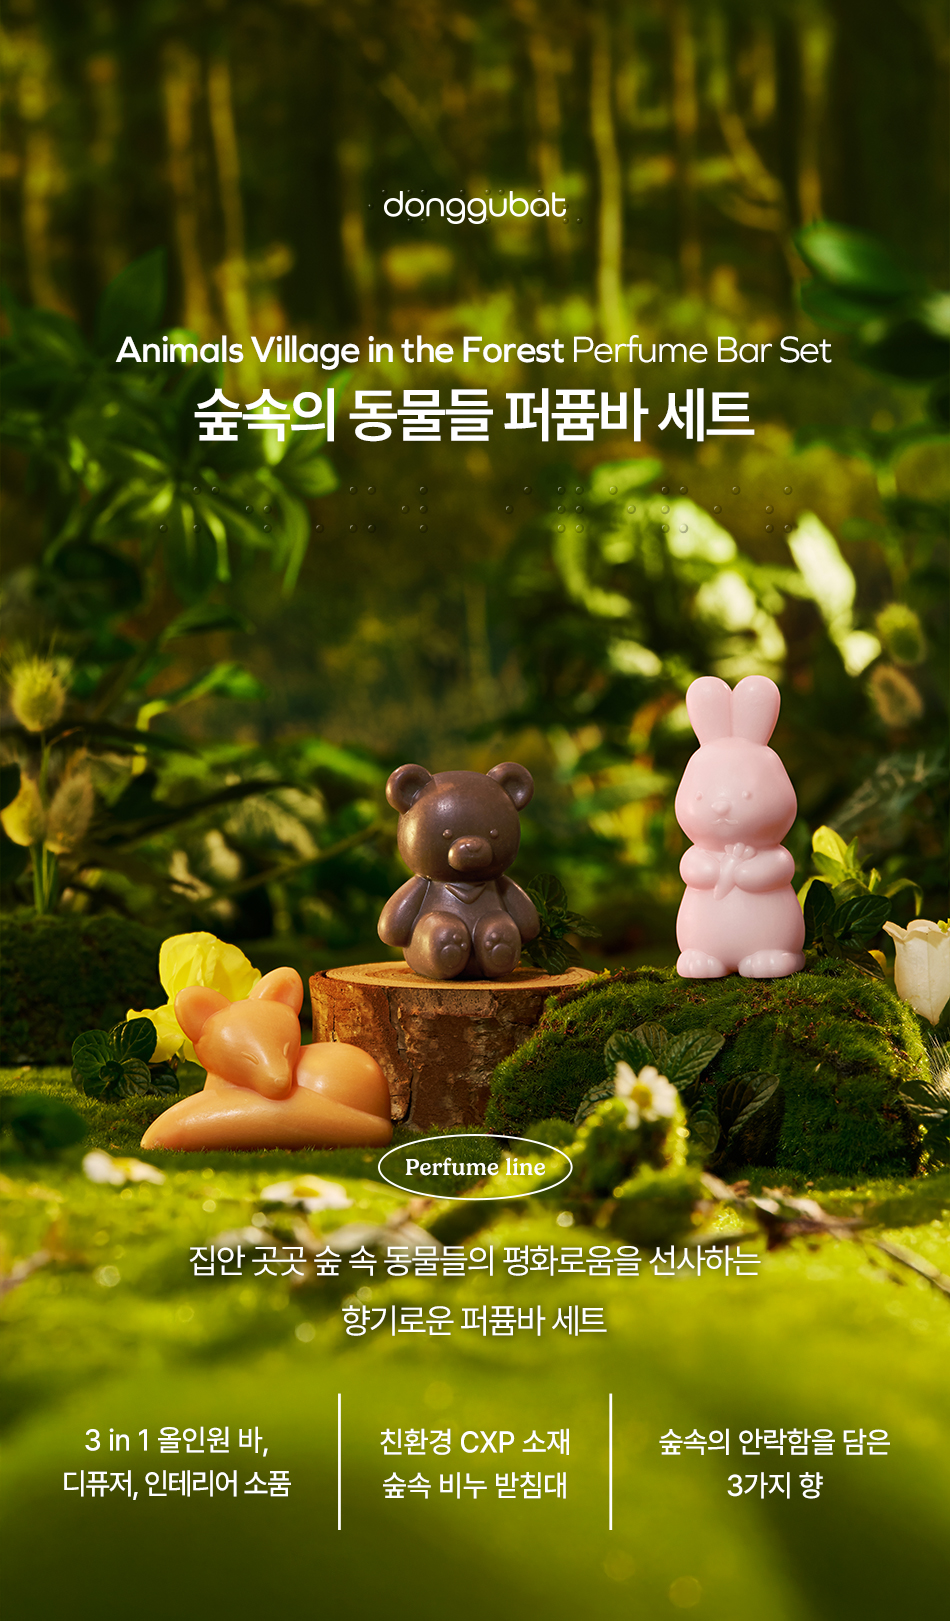 donggubat
Animals Village in the Forest Perfume Bar Set
숲속의 동물들 퍼퓸바 세트
Perfume line
집안 곳곳 숲 속 동물들의 평화로움을 선사하는
향기로운 퍼퓸바 세트
3 in 1 올인원 바,
디퓨저, 인테리어 소품
친환경 CXP 소재
숲속 비누 받침대
숲속의 안락함을 담은
3가지 향